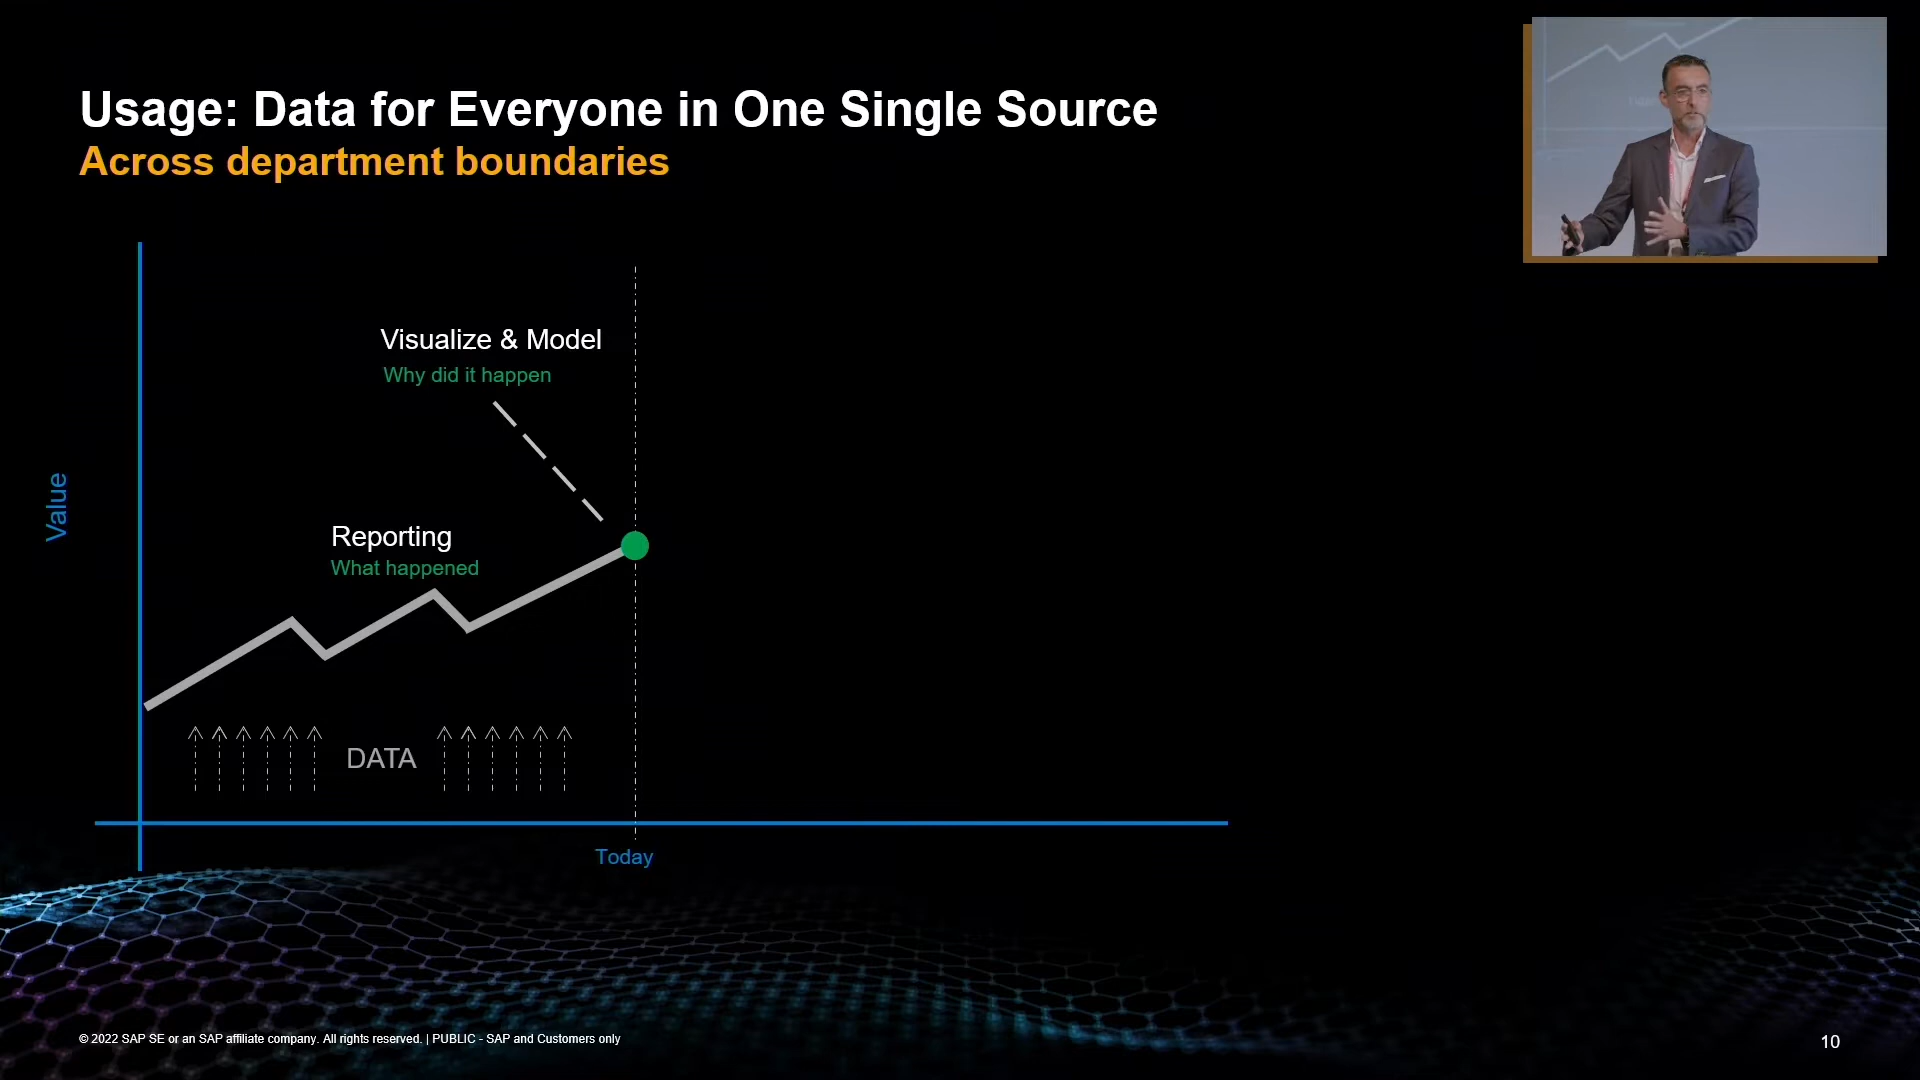 Usage: Data for Everyone in One Single Source
Across department boundaries
Visualize & Model
Why did it happen
Value
Reporting
What happened
DATA
Today
© 2022 SAP SE or an SAP affiliate company. All rights reserved. | PUBLIC - SAP and Customers only
10